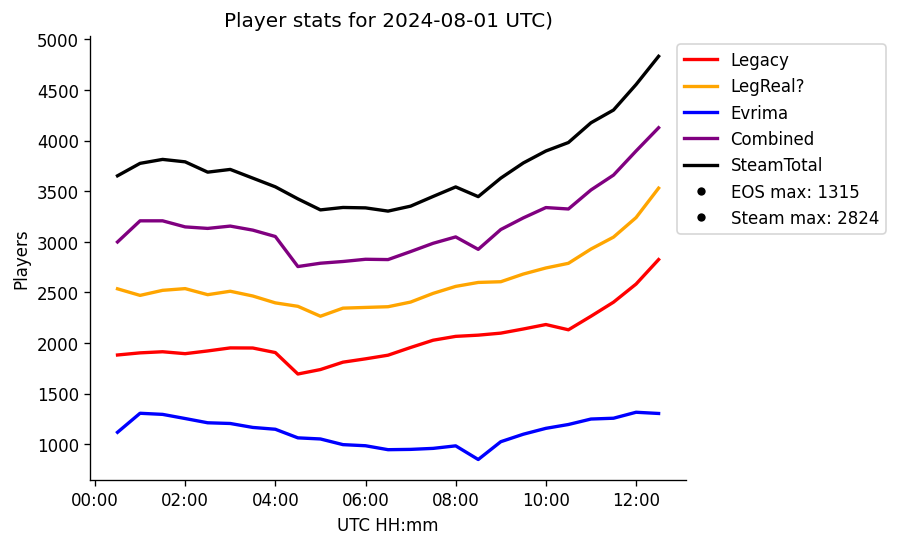 Player stats for 2024-08-01 UTC)
5000
4500
4000
3500
3000
2500
2000
1500
1000
Players
00:00 02:00 04:00 06:00 08:00 10:00 12:00
UTC HH:mm
Legacy
LegReal?
Evrima
Combined
SteamTotal
EOS max: 1315
Steam max: 2824